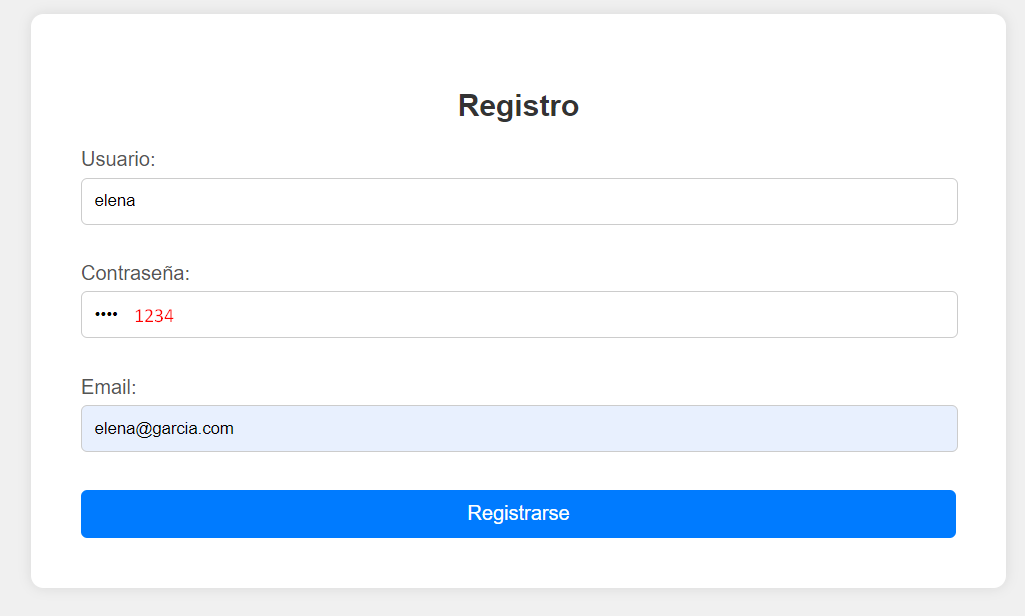 Registro
Usuario:
elena
Contraseña:
•••• 1234
Email:
elena@garcia.com
Registrarse